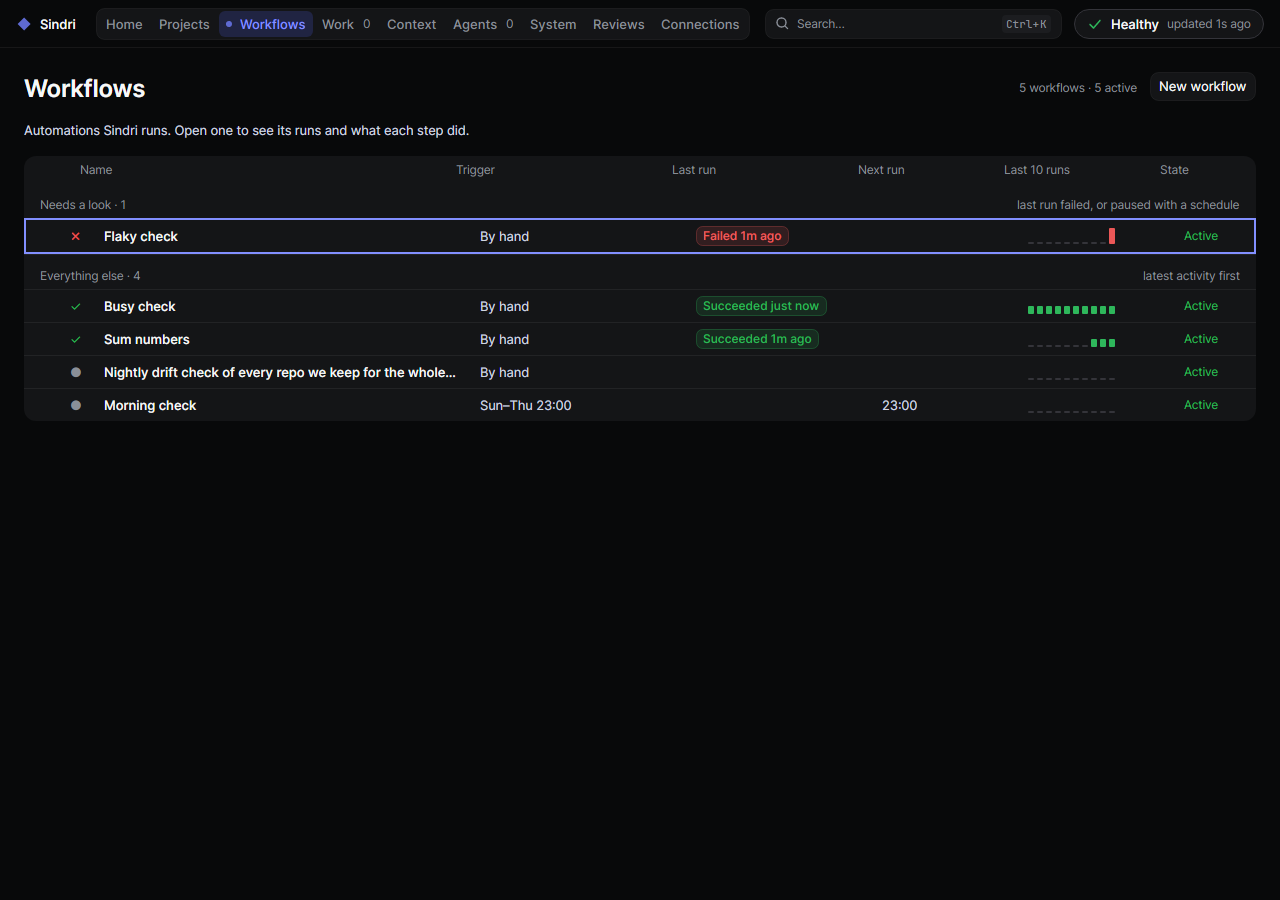 Sindri Home Projects Workflows Work 0 Context Agents 0 System Reviews Connections Search... Ctrl+K Healthy updated 1s ago
Workflows 5 workflows · 5 active New workflow
Automations Sindri runs. Open one to see its runs and what each step did.
Name Trigger Last run Next run Last 10 runs State
Needs a look · 1 last run failed, or paused with a schedule
Flaky check By hand Failed 1m ago Active
Everything else · 4 latest activity first
Busy check By hand Succeeded just now Active
Sum numbers By hand Succeeded 1m ago Active
Nightly drift check of every repo we keep for the whole... By hand Active
Morning check Sun–Thu 23:00 23:00 Active